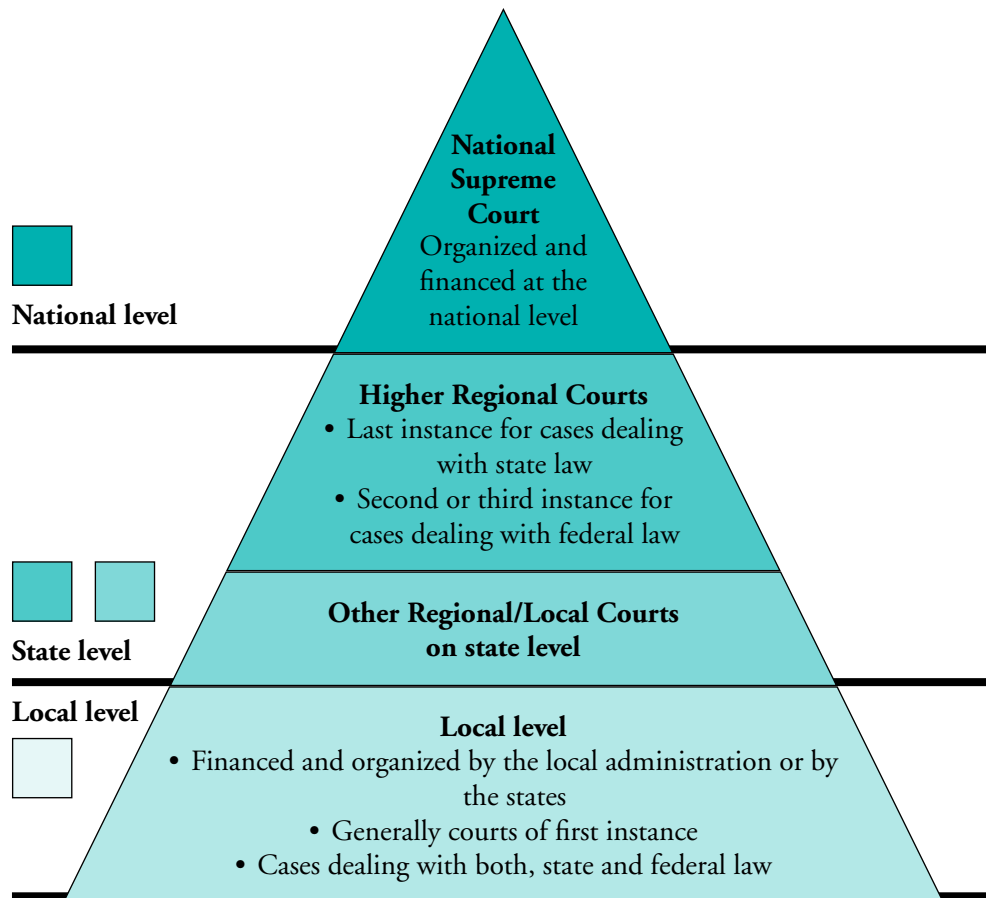 National
Supreme
Court
Organized and
financed at the
national level
National level
Higher Regional Courts
• Last instance for cases dealing
with state law
• Second or third instance for
cases dealing with federal law
Other Regional/Local Courts
on state level
State level
Local level
Local level
• Financed and organized by the local administration or by
the states
• Generally courts of first instance
• Cases dealing with both, state and federal law